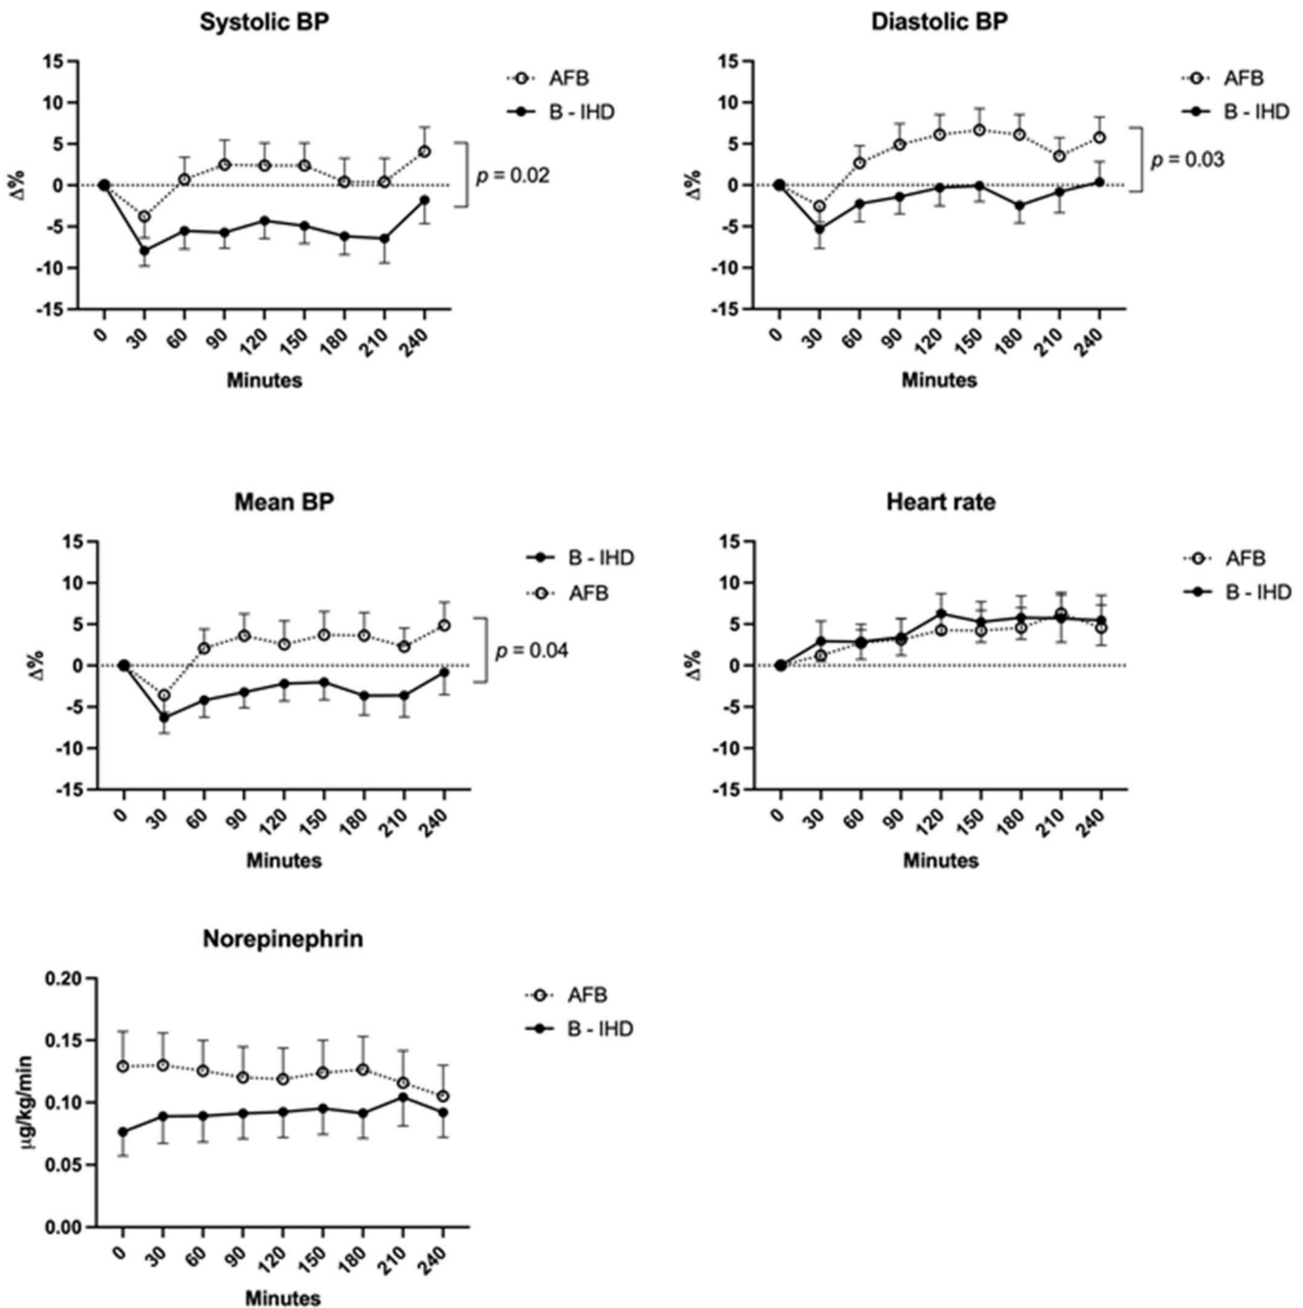 Systolic BP
15
10
5
0
-5
-10
-15
Δ%
0 30 60 90 120 150 180 210 240
Minutes
AFB
B - IHD
p = 0.02
Diastolic BP
15
10
5
0
-5
-10
-15
Δ%
0 30 60 90 120 150 180 210 240
Minutes
AFB
B - IHD
p = 0.03
Mean BP
15
10
5
0
-5
-10
-15
Δ%
0 30 60 90 120 150 180 210 240
Minutes
B - IHD
AFB
p = 0.04
Heart rate
15
10
5
0
-5
-10
-15
Δ%
0 30 60 90 120 150 180 210 240
Minutes
AFB
B - IHD
Norepinephrin
0.20
0.15
0.10
0.05
0.00
µg/kg/min
0 30 60 90 120 150 180 210 240
Minutes
AFB
B - IHD